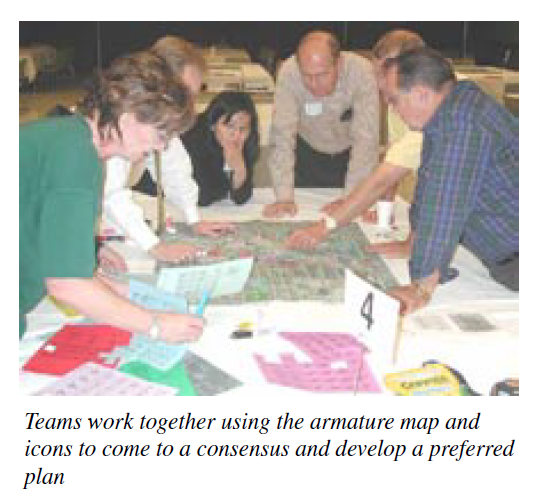 4
Teams work together using the armature map and
icons to come to a consensus and develop a preferred
plan